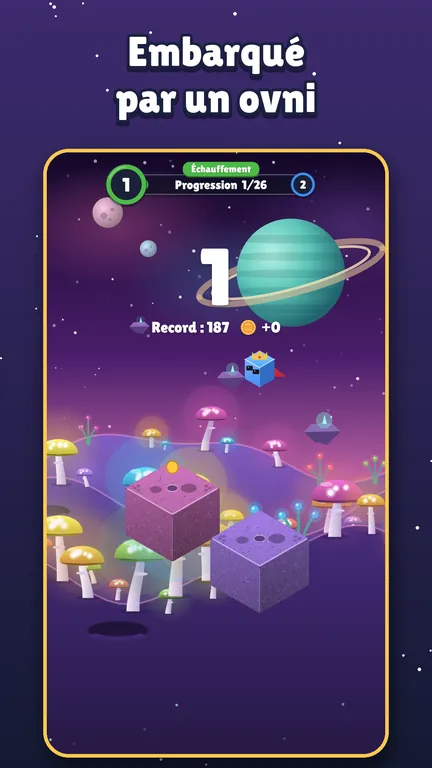 Embarqué
par un ovni
Échauffement
1 Progression 1/26 2
1
Record : 187 +0